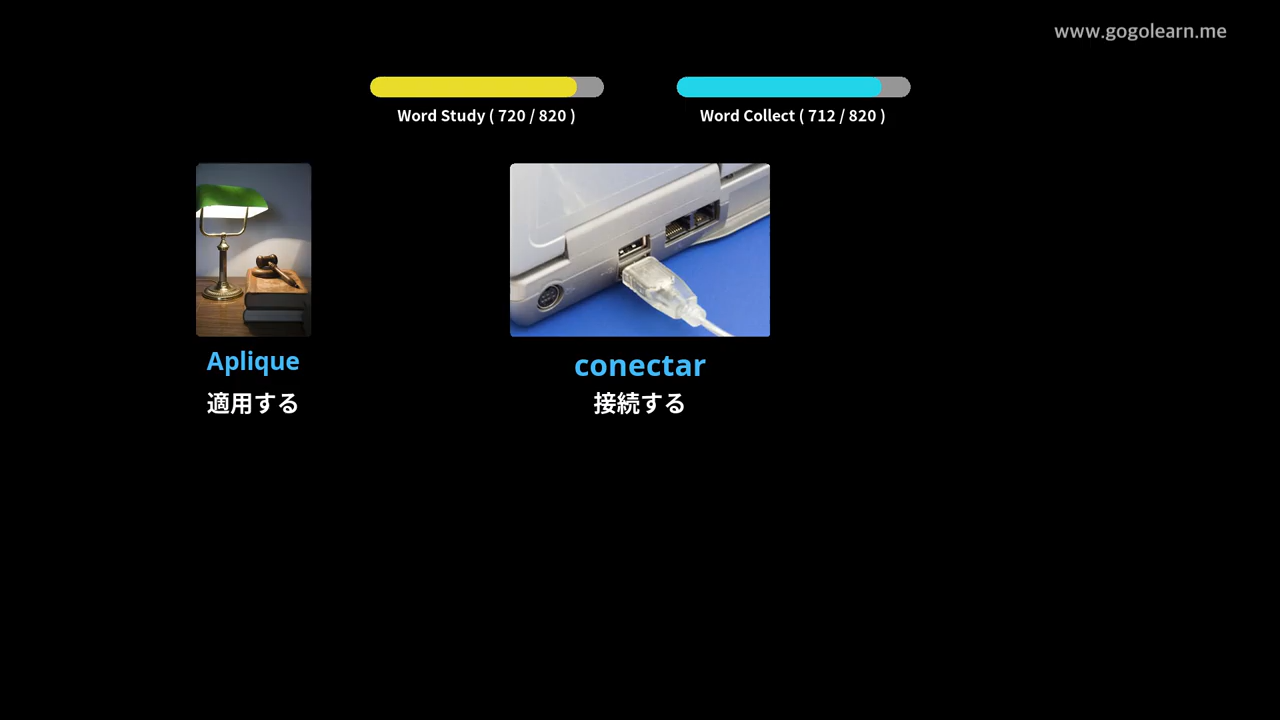 www.gogolearn.me
Word Study ( 720 / 820 )
Word Collect ( 712 / 820 )
Aplique
適用する
conectar
接続する